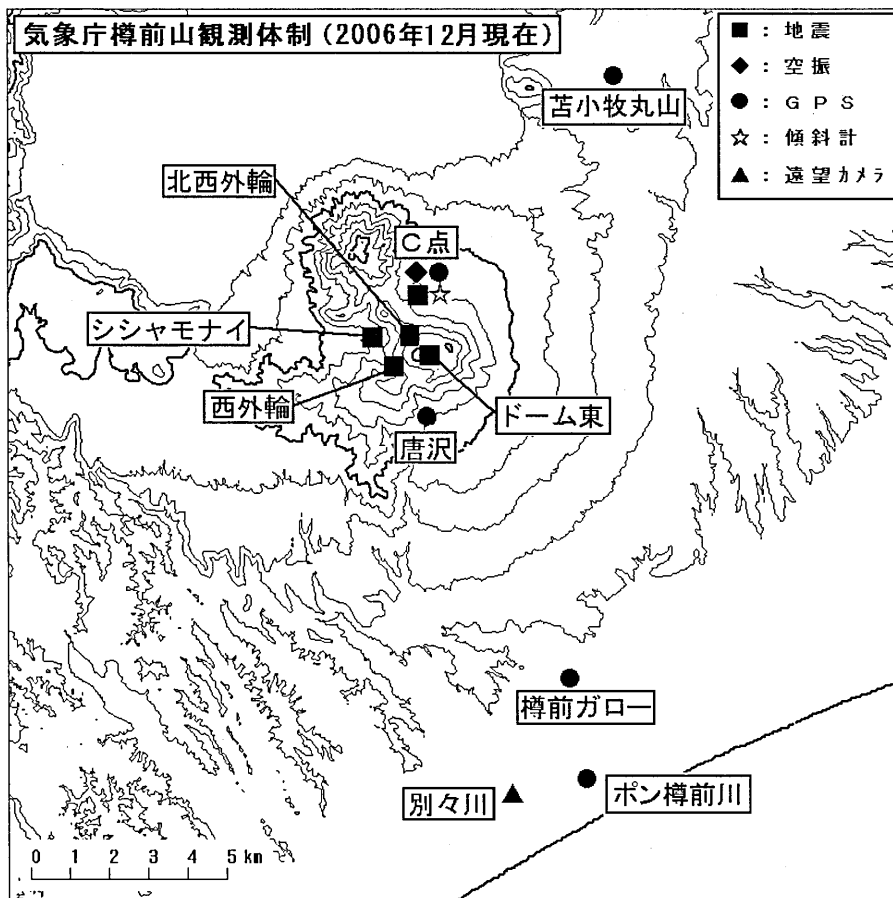 気象庁樽前山観測体制(2006年12月現在)
■:地震
◆:空振
●:GPS
☆:傾斜計
▲:遠望カメラ
苫小牧丸山
北西外輪
C点
シシャモナイ
西外輪
ドーム東
唐沢
樽前ガロー
別々川
ポン樽前川
0 1 2 3 4 5 km